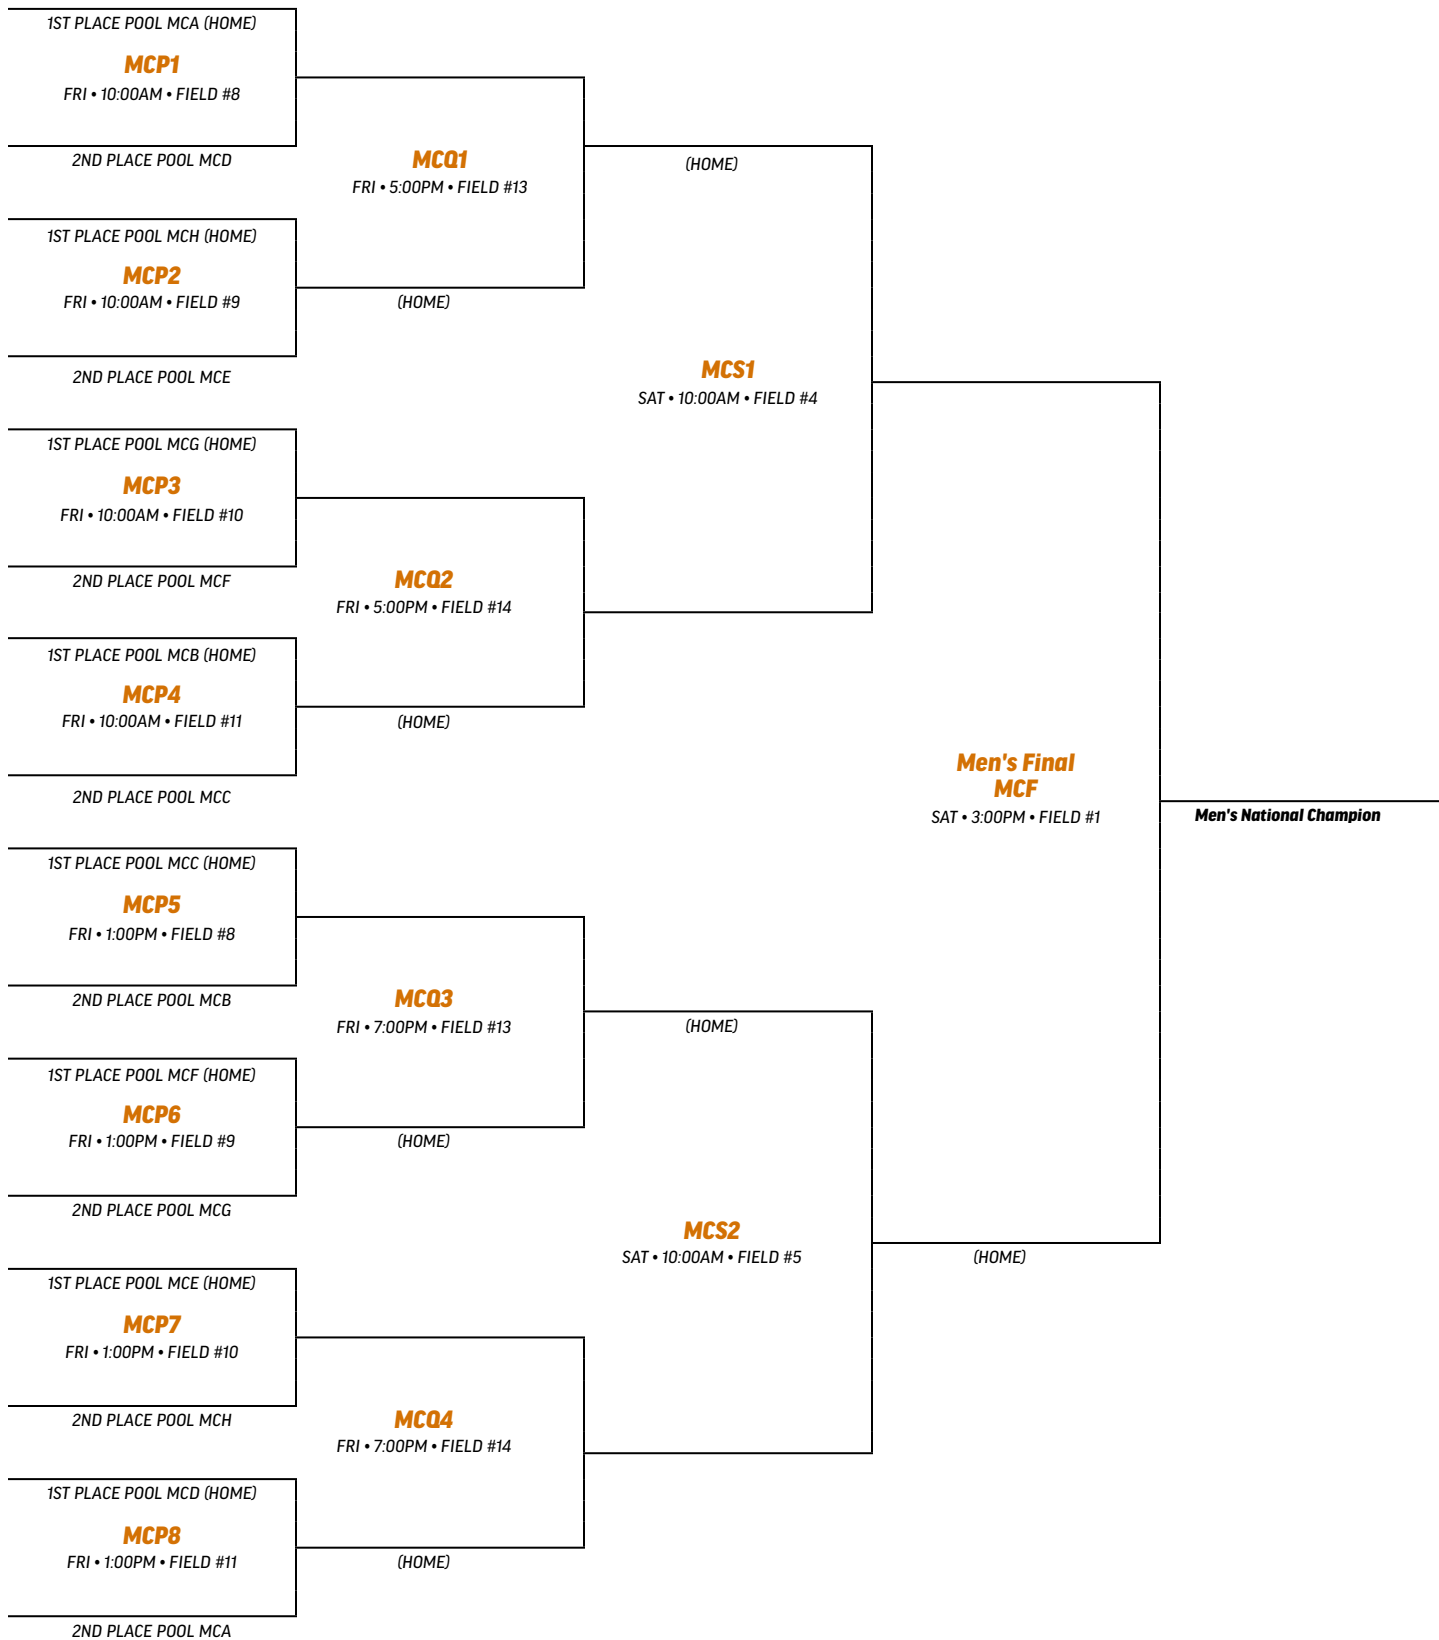 1ST PLACE POOL MCA (HOME)
MCP1
FRI • 10:00AM • FIELD #8
2ND PLACE POOL MCD
MCQ1
FRI • 5:00PM • FIELD #13
(HOME)
1ST PLACE POOL MCH (HOME)
MCP2
FRI • 10:00AM • FIELD #9
(HOME)
2ND PLACE POOL MCE
MCS1
SAT • 10:00AM • FIELD #4
1ST PLACE POOL MCG (HOME)
MCP3
FRI • 10:00AM • FIELD #10
2ND PLACE POOL MCF
MCQ2
FRI • 5:00PM • FIELD #14
1ST PLACE POOL MCB (HOME)
MCP4
FRI • 10:00AM • FIELD #11
(HOME)
2ND PLACE POOL MCC
Men's Final
MCF
SAT • 3:00PM • FIELD #1
Men's National Champion
1ST PLACE POOL MCC (HOME)
MCP5
FRI • 1:00PM • FIELD #8
2ND PLACE POOL MCB
MCQ3
FRI • 7:00PM • FIELD #13
(HOME)
1ST PLACE POOL MCF (HOME)
MCP6
FRI • 1:00PM • FIELD #9
(HOME)
2ND PLACE POOL MCG
MCS2
SAT • 10:00AM • FIELD #5
(HOME)
1ST PLACE POOL MCE (HOME)
MCP7
FRI • 1:00PM • FIELD #10
2ND PLACE POOL MCH
MCQ4
FRI • 7:00PM • FIELD #14
1ST PLACE POOL MCD (HOME)
MCP8
FRI • 1:00PM • FIELD #11
(HOME)
2ND PLACE POOL MCA